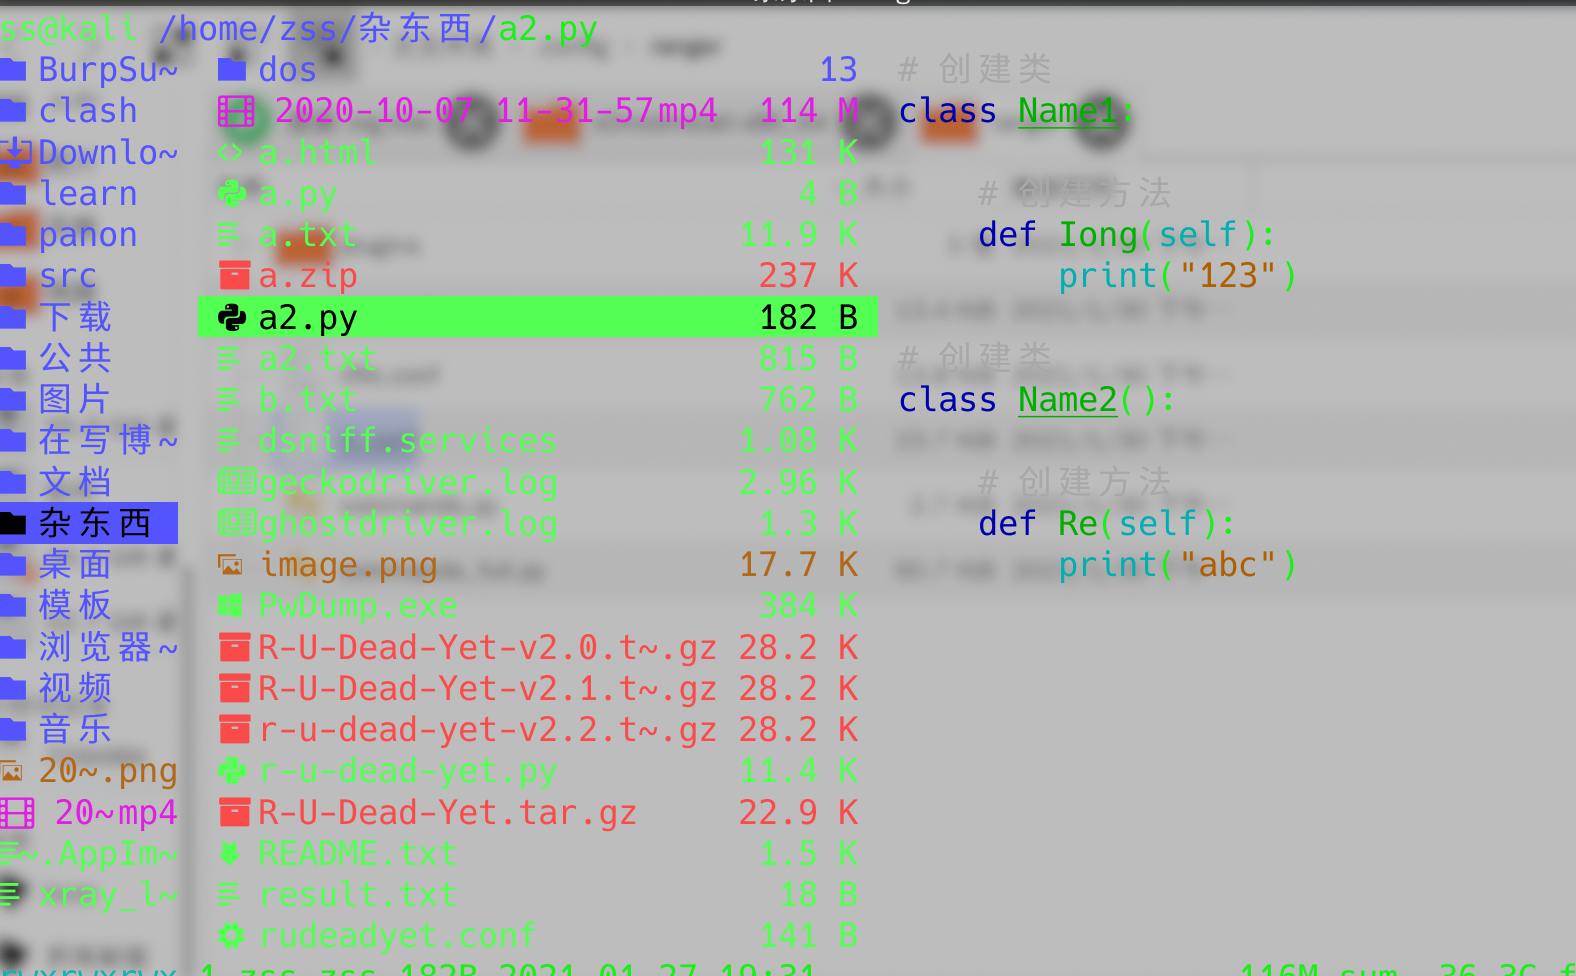 ss@kali /home/zss/杂东西/a2.py
BurpSu~ dos 13 # 创建类
clash 2020-10-07 11-31-57mp4 114 M class Name1:
Downlo~ a.html 131 K
learn a.py 4 B # 创建方法
panon a.txt 11.9 K def Iong(self):
src a.zip 237 K print("123")
下载 a2.py 182 B
公共 a2.txt 815 B # 创建类
图片 b.txt 762 B class Name2():
在写博~ dsniff.services 1.08 K
文档 geckodriver.log 2.96 K # 创建方法
杂东西 ghostdriver.log 1.3 K def Re(self):
桌面 image.png 17.7 K print("abc")
模板 PwDump.exe 384 K
浏览器~ R-U-Dead-Yet-v2.0.t~.gz 28.2 K
视频 R-U-Dead-Yet-v2.1.t~.gz 28.2 K
音乐 r-u-dead-yet-v2.2.t~.gz 28.2 K
20~.png r-u-dead-yet.py 11.4 K
20~mp4 R-U-Dead-Yet.tar.gz 22.9 K
~.AppIm~ README.txt 1.5 K
xray_l~ result.txt 18 B
rudeadyet.conf 141 B
rwxrwxrwx 1 zss zss 182B 2021-01-27 19:31 116M sum, 36.3G f